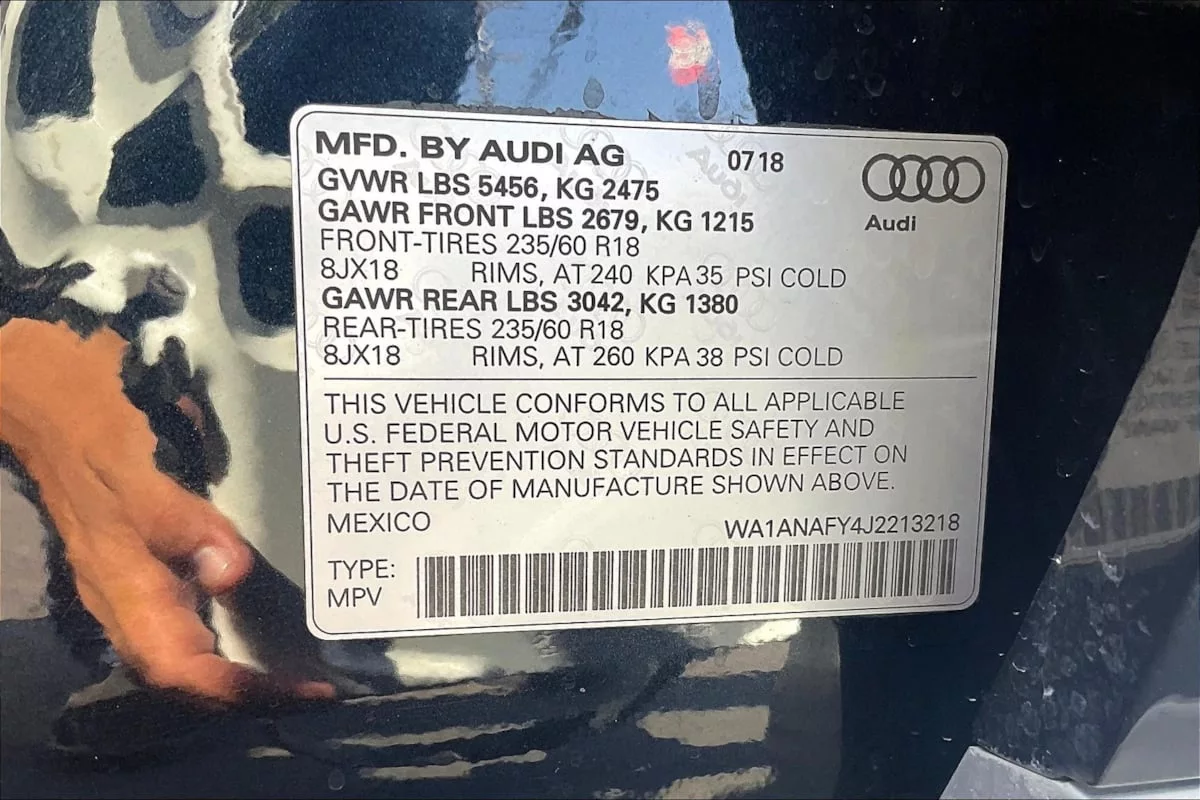 MFD. BY AUDI AG 0718
GVWR LBS 5456, KG 2475
GAWR FRONT LBS 2679, KG 1215
FRONT-TIRES 235/60 R18
8JX18 RIMS, AT 240 KPA 35 PSI COLD
GAWR REAR LBS 3042, KG 1380
REAR-TIRES 235/60 R18
8JX18 RIMS, AT 260 KPA 38 PSI COLD
Audi
THIS VEHICLE CONFORMS TO ALL APPLICABLE
U.S. FEDERAL MOTOR VEHICLE SAFETY AND
THEFT PREVENTION STANDARDS IN EFFECT ON
THE DATE OF MANUFACTURE SHOWN ABOVE.
MEXICO WA1ANAFY4J2213218
TYPE:
MPV